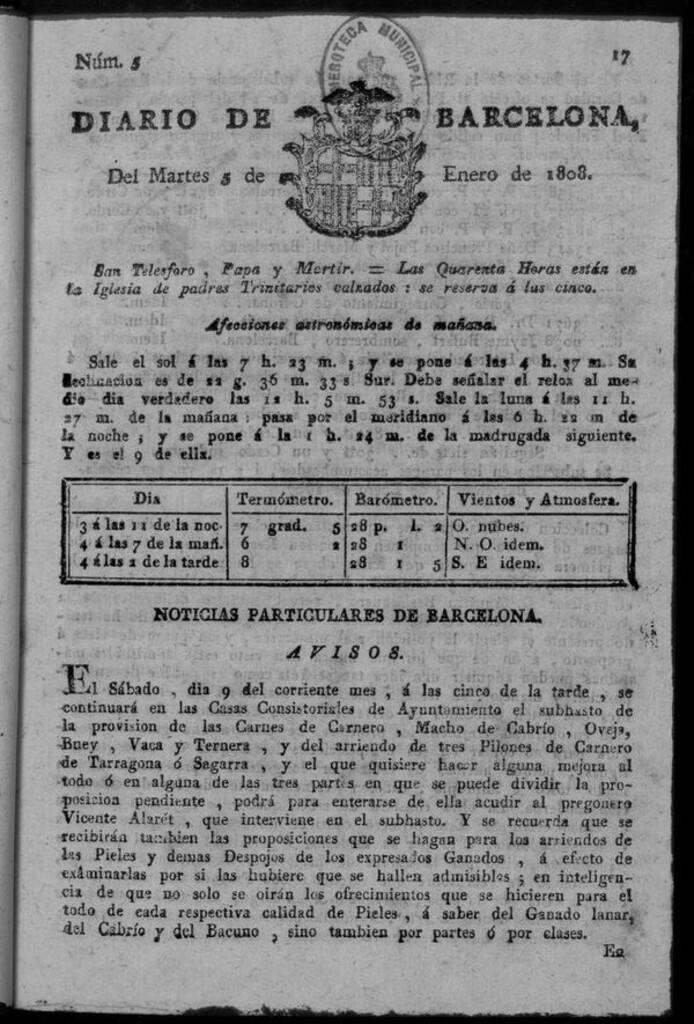 Núm. 5 17
HEMEROTECA MUNICIPAL
DIARIO DE BARCELONA,
Del Martes 5 de Enero de 1808.
San Telesforo , Papa y Martir. = Las Quarenta Horas están en
la Iglesia de padres Trinitarios calzados : se reserva á las cinco.
Afecciones astronómicas de mañana.
Sale el sol á las 7 h. 23 m. ; y se pone á las 4 h. 37 m. Su
declinacion es de 22 g. 36 m. 33 s. Sur. Debe señalar el relox al me-
dio dia verdadero las 12 h. 5 m. 53 s. Sale la luna á las 11 h.
27 m. de la mañana : pasa por el meridiano á las 6 h. 22 m de
la noche ; y se pone á la 1 h. 24 m. de la madrugada siguiente.
Y es el 9 de ella.
Dia Termómetro. Barómetro. Vientos y Atmosfera.
3 á las 11 de la noc. 7 grad. 5 28 p. 1. 2 O. nubes.
4 á las 7 de la mañ. 6 2 28 1 N. O. idem.
4 á las 2 de la tarde 8 28 1 5 S. E idem.
NOTICIAS PARTICULARES DE BARCELONA.
AVISOS.
El Sábado , dia 9 del corriente mes , á las cinco de la tarde , se
continuará en las Casas Consistoriales de Ayuntamiento el subhasto de
la provision de las Carnes de Carnero , Macho de Cabrío , Oveja,
Buey , Vaca y Ternera , y del arriendo de tres Pilones de Carnero
de Tarragona ó Segarra , y el que quisiere hacer alguna mejora al
todo ó en alguna de las tres partes en que se puede dividir la pro-
posicion pendiente , podrá para enterarse de ella acudir al pregonero
Vicente Alarét , que interviene en el subhasto. Y se recuerda que se
recibirán tambien las proposiciones que se hagan para los arriendos de
las Pieles y demas Despojos de los expresados Ganados , á efecto de
examinarlas por si las hubiere que se hallen admisibles ; en inteligen-
cia de que no solo se oirán los ofrecimientos que se hicieren para el
todo de cada respectiva calidad de Pieles , á saber del Ganado lanar,
del Cabrío y del Bacuno , sino tambien por partes ó por clases.
En